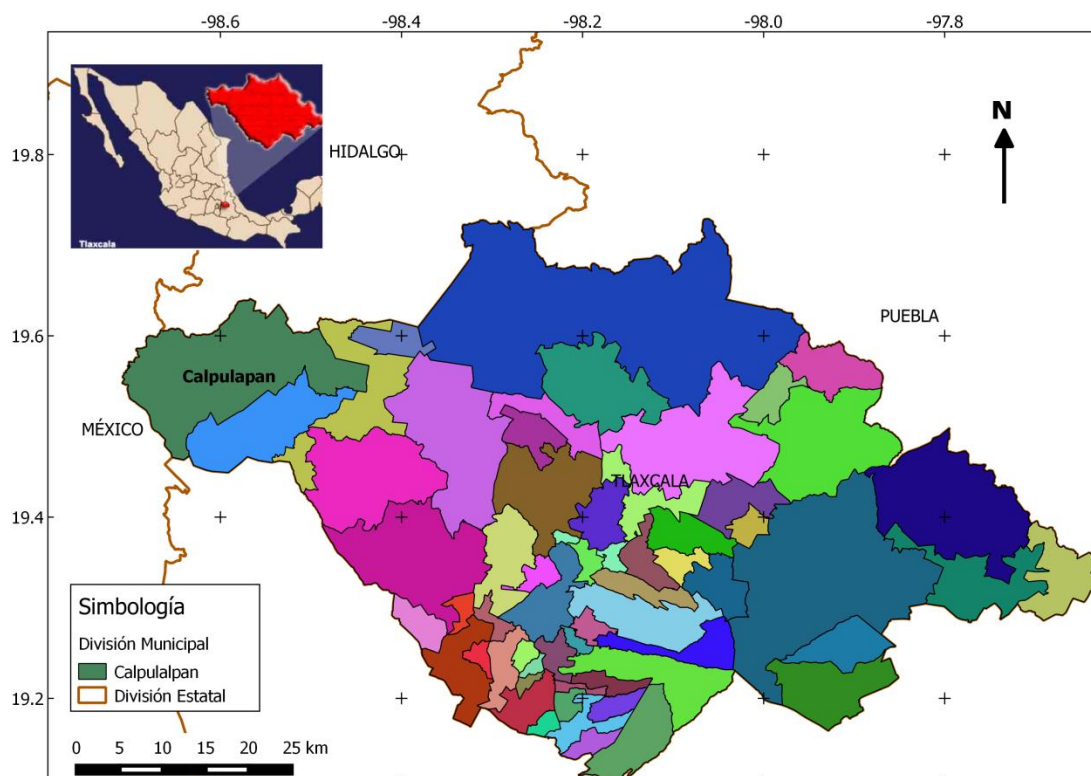 -98.6 -98.4 -98.2 -98.0 -97.8
N
19.8
HIDALGO
Tlaxcala
19.6
PUEBLA
Calpulapan
MÉXICO
TLAXCALA
19.4
Simbología
División Municipal
Calpulalpan
División Estatal
19.2
0 5 10 15 20 25 km